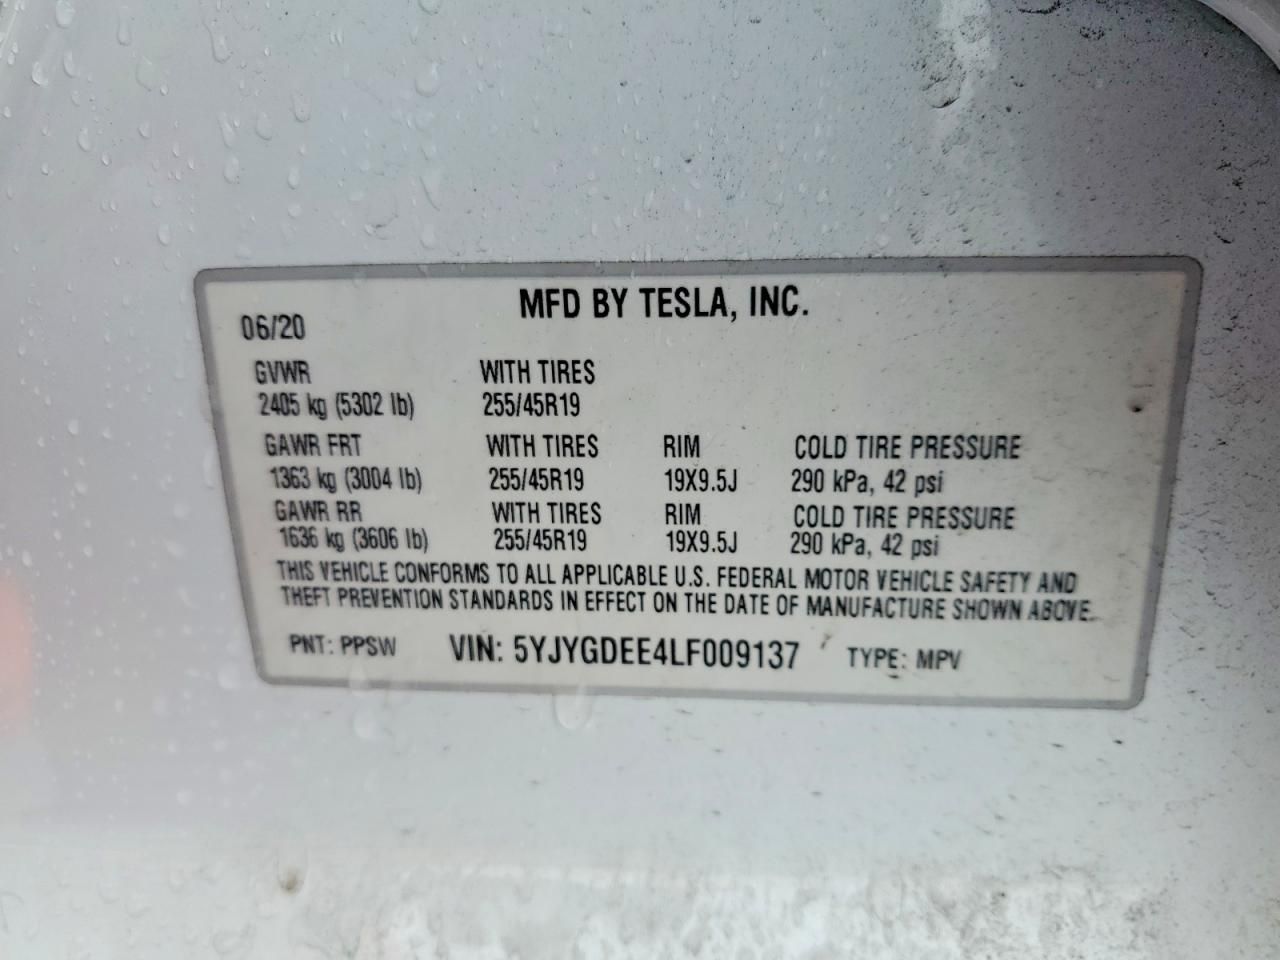 MFD BY TESLA, INC.
06/20
GVWR WITH TIRES
2405 kg (5302 lb) 255/45R19
GAWR FRT WITH TIRES RIM COLD TIRE PRESSURE
1363 kg (3004 lb) 255/45R19 19X9.5J 290 kPa, 42 psi
GAWR RR WITH TIRES RIM COLD TIRE PRESSURE
1636 kg (3606 lb) 255/45R19 19X9.5J 290 kPa, 42 psi
THIS VEHICLE CONFORMS TO ALL APPLICABLE U.S. FEDERAL MOTOR VEHICLE SAFETY AND
THEFT PREVENTION STANDARDS IN EFFECT ON THE DATE OF MANUFACTURE SHOWN ABOVE.
PNT: PPSW VIN: 5YJYGDEE4LF009137 TYPE: MPV